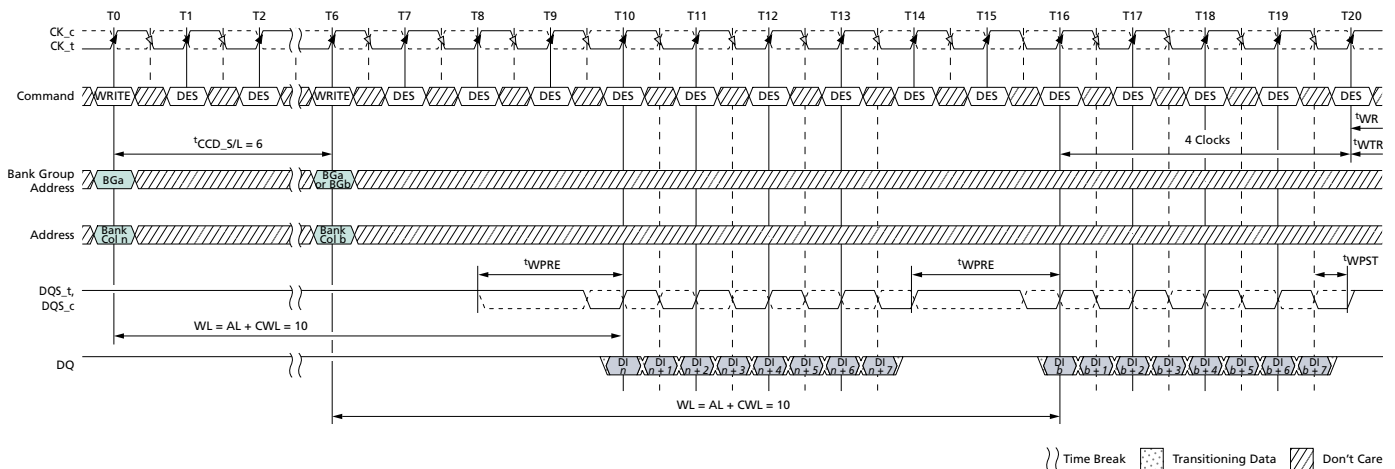 T0 T1 T2 T6 T7 T8 T9 T10 T11 T12 T13 T14 T15 T16 T17 T18 T19 T20
CK_c
CK_t
Command WRITE DES DES WRITE DES DES DES DES DES DES DES DES DES DES DES DES DES DES
tWR
tCCD_S/L = 6
4 Clocks
tWTR
Bank Group
Address
BGa
BGa
or BGb
Address
Bank
Col n
Bank
Col b
tWPRE tWPRE tWPST
DQS_t,
DQS_c
WL = AL + CWL = 10
DQ
DI
n
DI
n + 1
DI
n + 2
DI
n + 3
DI
n + 4
DI
n + 5
DI
n + 6
DI
n + 7
DI
b
DI
b + 1
DI
b + 2
DI
b + 3
DI
b + 4
DI
b + 5
DI
b + 6
DI
b + 7
WL = AL + CWL = 10
Time Break Transitioning Data Don't Care